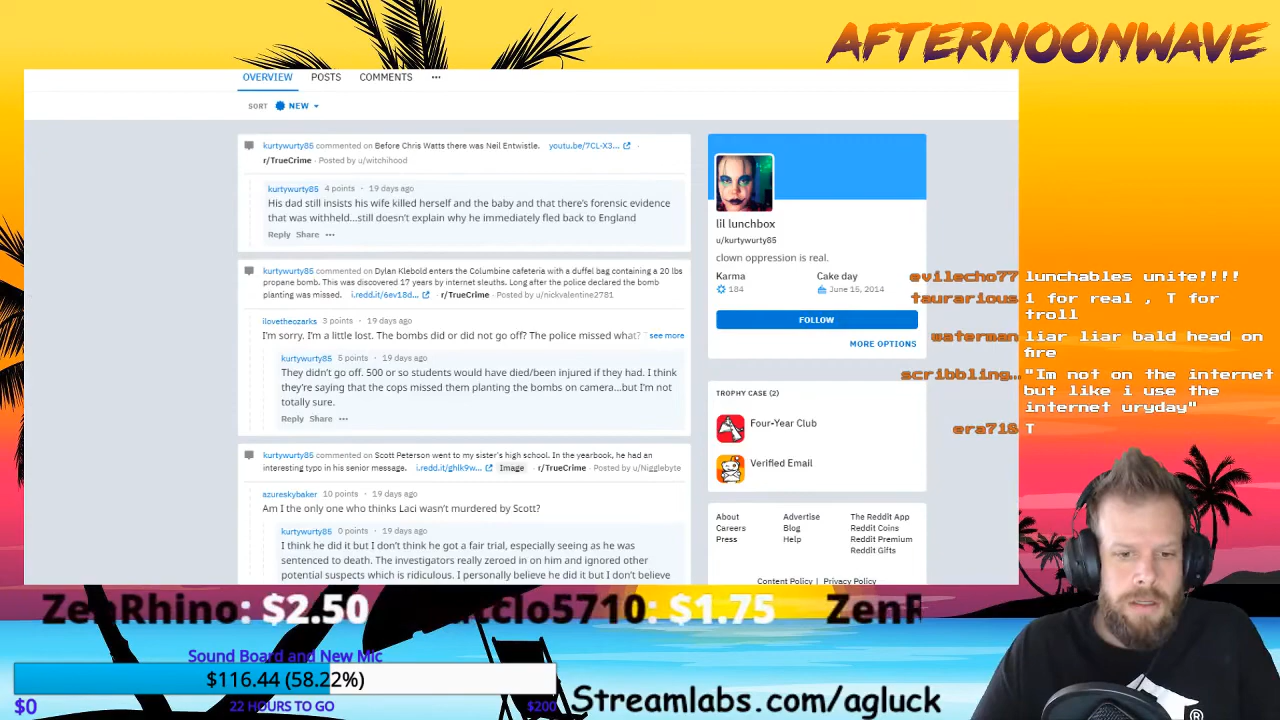 AFTERNOONWAVE
OVERVIEW POSTS COMMENTS ...
SORT NEW
kurtywurty85 commented on Before Chris Watts there was Neil Entwistle. youtu.be/7CL-X3... ·
r/TrueCrime · Posted by u/witchihood
kurtywurty85 4 points · 19 days ago
His dad still insists his wife killed herself and the baby and that there's forensic evidence
that was withheld...still doesn't explain why he immediately fled back to England
Reply Share ...
kurtywurty85 commented on Dylan Klebold enters the Columbine cafeteria with a duffel bag containing a 20 lbs
propane bomb. This was discovered 17 years by internet sleuths. Long after the police declared the bomb
planting was missed. i.redd.it/6ev18d... · r/TrueCrime · Posted by u/nickvalentine2781
ilovetheozarks 3 points · 19 days ago
I'm sorry. I'm a little lost. The bombs did or did not go off? The police missed what? see more
kurtywurty85 5 points · 19 days ago
They didn't go off. 500 or so students would have died/been injured if they had. I think
they're saying that the cops missed them planting the bombs on camera...but I'm not
totally sure.
Reply Share ...
kurtywurty85 commented on Scott Peterson went to my sister's high school. In the yearbook, he had an
interesting typo in his senior message. i.redd.it/ghlk9w... Image · r/TrueCrime · Posted by u/Nigglebyte
azureskybaker 10 points · 19 days ago
Am I the only one who thinks Laci wasn't murdered by Scott?
kurtywurty85 0 points · 19 days ago
I think he did it but I don't think he got a fair trial, especially seeing as he was
sentenced to death. The investigators really zeroed in on him and ignored other
potential suspects which is ridiculous. I personally believe he did it but I don't believe
lil lunchbox
u/kurtywurty85
clown oppression is real.
Karma Cake day
184 June 15, 2014
FOLLOW
MORE OPTIONS
TROPHY CASE (2)
Four-Year Club
Verified Email
About Advertise The Reddit App
Careers Blog Reddit Coins
Press Help Reddit Premium
Reddit Gifts
Content Policy | Privacy Policy
evilecho77 lunchables unite!!!!
taurarious 1 for real , T for
troll
waterman liar liar bald head on
fire
scribbling... "Im not on the internet
but like i use the
internet uryday"
era718 T
ZenRhino: $2.50 clo5710: $1.75 ZenR
Sound Board and New Mic
$116.44 (58.22%)
$0 22 HOURS TO GO $200
Streamlabs.com/agluck
®